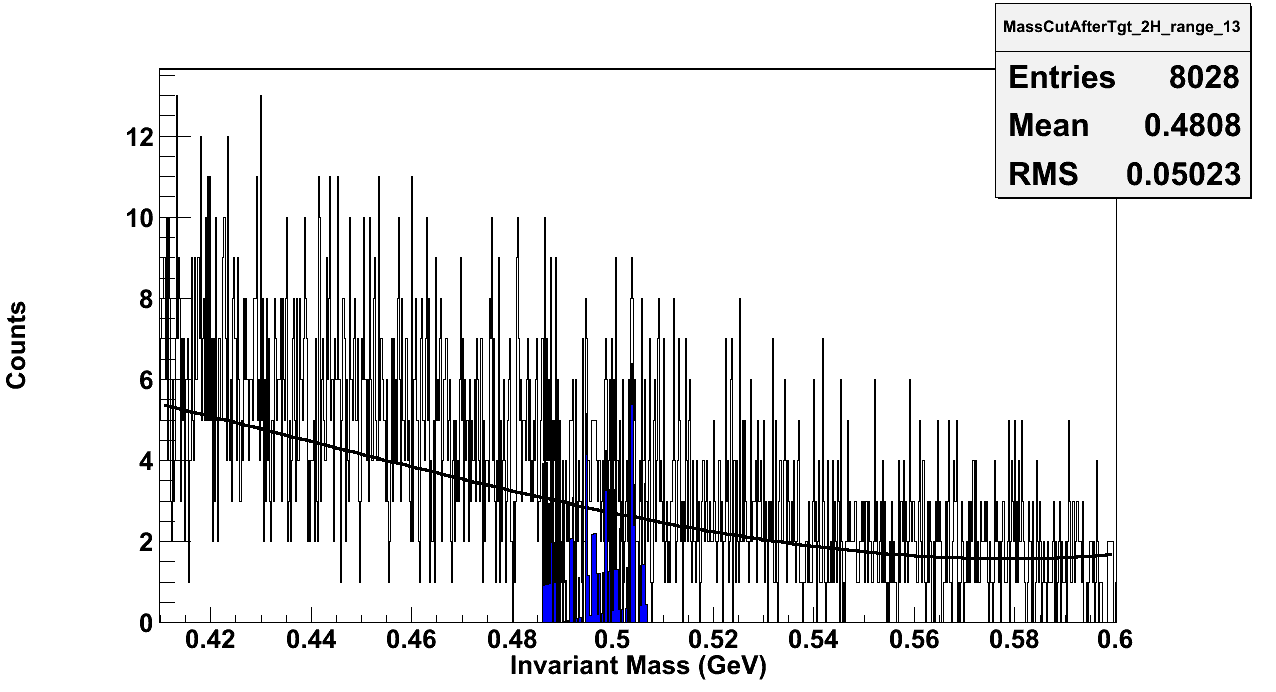 MassCutAfterTgt_2H_range_13
Entries 8028
Mean 0.4808
RMS 0.05023
Counts
12
10
8
6
4
2
0
0.42 0.44 0.46 0.48 0.5 0.52 0.54 0.56 0.58 0.6
Invariant Mass (GeV)